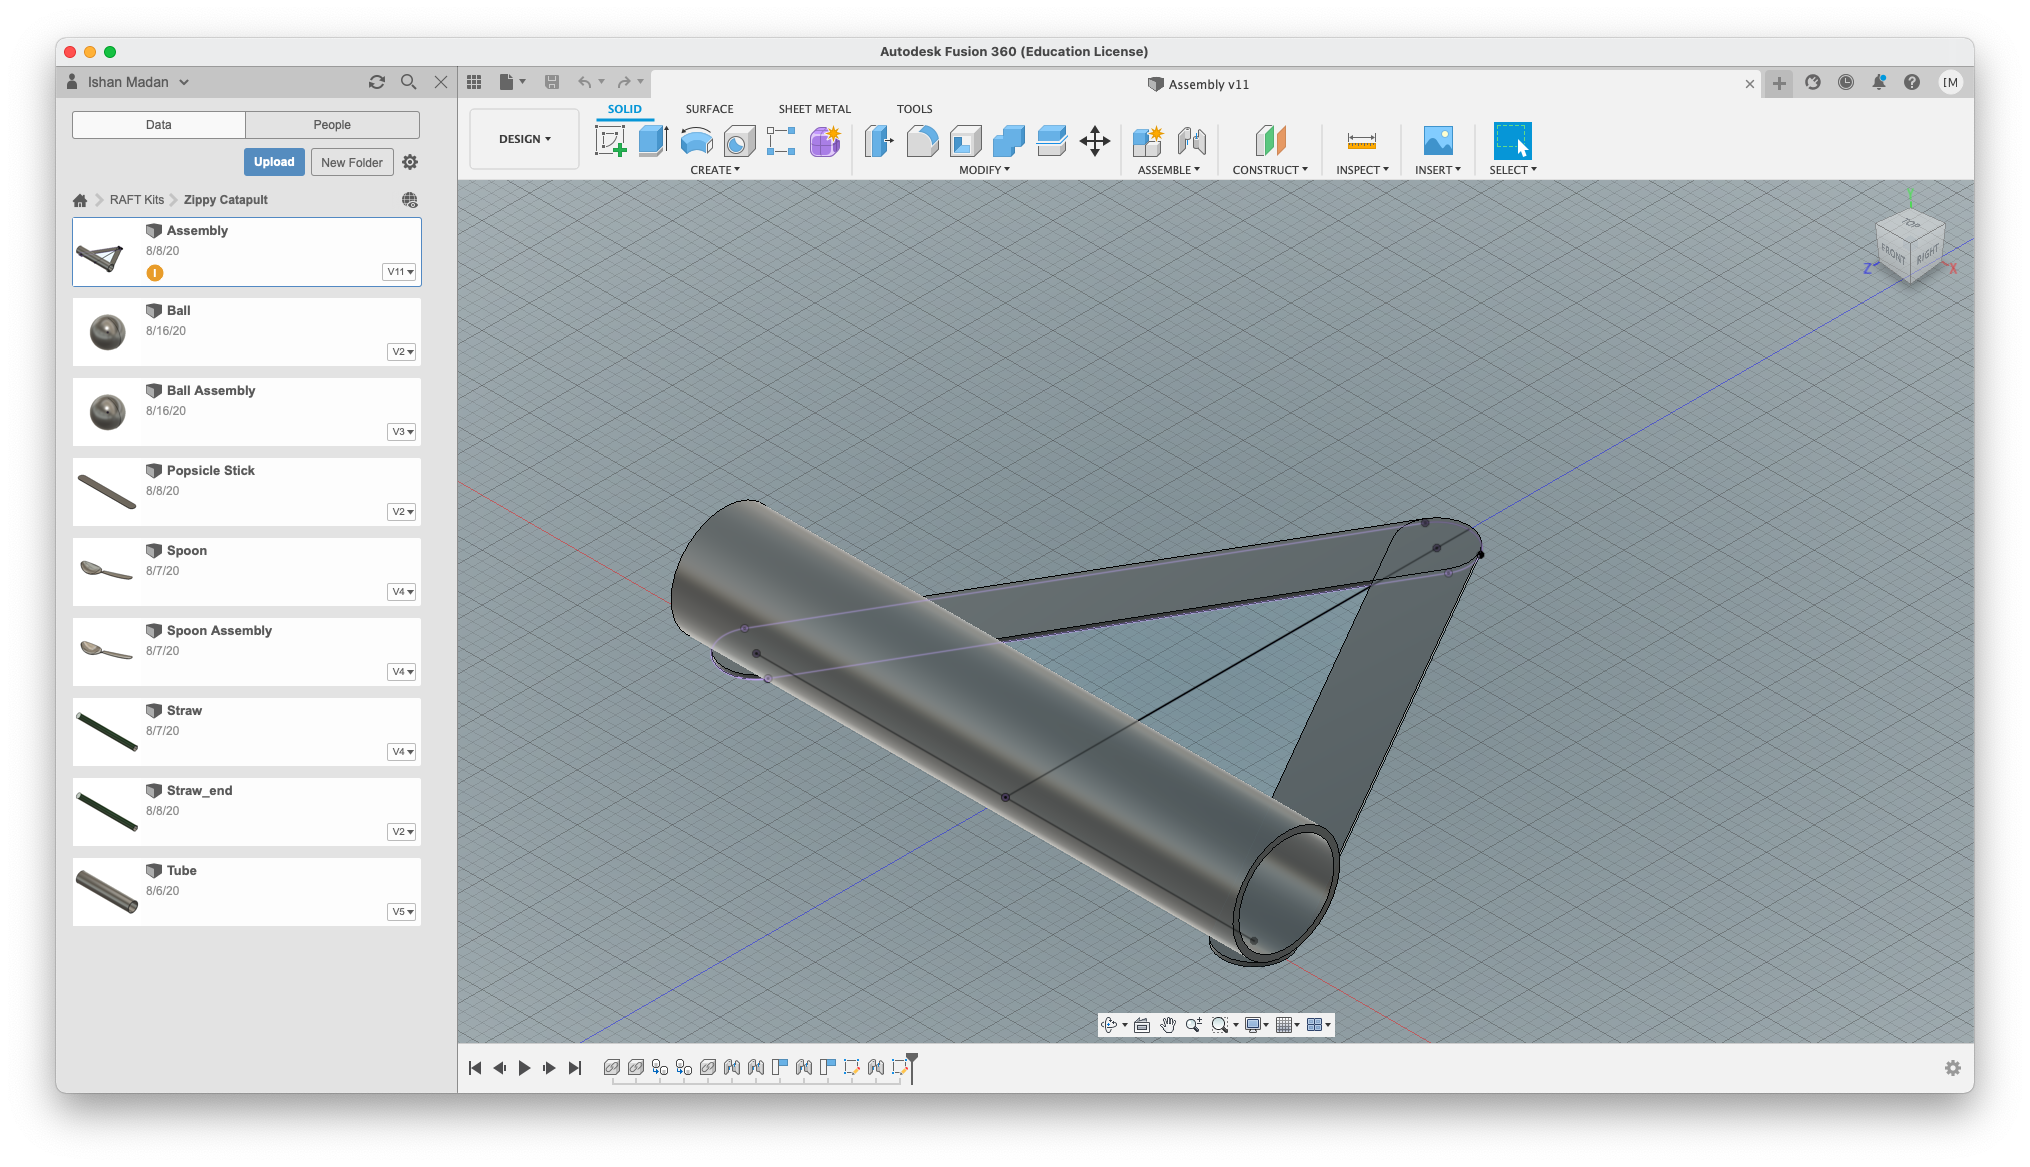 Autodesk Fusion 360 (Education License)
Ishan Madan
Assembly v11
IM
Data
People
Upload
New Folder
RAFT Kits
Zippy Catapult
Assembly
8/8/20
V11
Ball
8/16/20
V2
Ball Assembly
8/16/20
V3
Popsicle Stick
8/8/20
V2
Spoon
8/7/20
V4
Spoon Assembly
8/7/20
V4
Straw
8/7/20
V4
Straw_end
8/8/20
V2
Tube
8/6/20
V5
DESIGN
SOLID
SURFACE
SHEET METAL
TOOLS
CREATE
MODIFY
ASSEMBLE
CONSTRUCT
INSPECT
INSERT
SELECT
Y
TOP
FRONT
RIGHT
Z
X